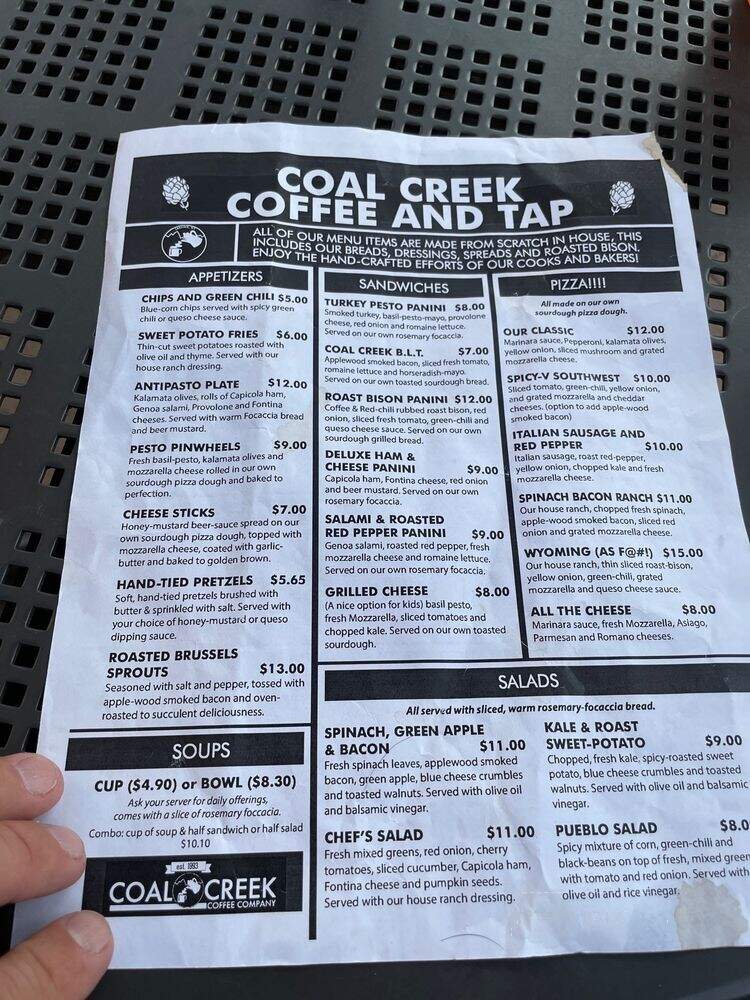 COAL CREEK
COFFEE AND TAP
ALL OF OUR MENU ITEMS ARE MADE FROM SCRATCH IN HOUSE, THIS
INCLUDES OUR BREADS, DRESSINGS, SPREADS AND ROASTED BISON.
ENJOY THE HAND-CRAFTED EFFORTS OF OUR COOKS AND BAKERS!
APPETIZERS
CHIPS AND GREEN CHILI $5.00
Blue-corn chips served with spicy green
chili or queso cheese sauce.
SWEET POTATO FRIES $6.00
Thin-cut sweet potatoes roasted with
olive oil and thyme. Served with our
house ranch dressing.
ANTIPASTO PLATE $12.00
Kalamata olives, rolls of Capicola ham,
Genoa salami, Provolone and Fontina
cheeses. Served with warm Focaccia bread
and beer mustard.
PESTO PINWHEELS $9.00
Fresh basil-pesto, kalamata olives and
mozzarella cheese rolled in our own
sourdough pizza dough and baked to
perfection.
CHEESE STICKS $7.00
Honey-mustard beer-sauce spread on our
own sourdough pizza dough, topped with
mozzarella cheese, coated with garlic-
butter and baked to golden brown.
HAND-TIED PRETZELS $5.65
Soft, hand-tied pretzels brushed with
butter & sprinkled with salt. Served with
your choice of honey-mustard or queso
dipping sauce.
ROASTED BRUSSELS
SPROUTS $13.00
Seasoned with salt and pepper, tossed with
apple-wood smoked bacon and oven-
roasted to succulent deliciousness.
SOUPS
CUP ($4.90) or BOWL ($8.30)
Ask your server for daily offerings,
comes with a slice of rosemary foccacia.
Combo: cup of soup & half sandwich or half salad
$10.10
est. 1993
COAL CREEK
COFFEE COMPANY
SANDWICHES
TURKEY PESTO PANINI $8.00
Smoked turkey, basil-pesto-mayo, provolone
cheese, red onion and romaine lettuce.
Served on our own rosemary focaccia.
COAL CREEK B.L.T. $7.00
Applewood smoked bacon, sliced fresh tomato,
romaine lettuce and horseradish-mayo.
Served on our own toasted sourdough bread.
ROAST BISON PANINI $12.00
Coffee & Red-chili rubbed roast bison, red
onion, sliced fresh tomato, green-chili and
queso cheese sauce. Served on our own
sourdough grilled bread.
DELUXE HAM &
CHEESE PANINI $9.00
Capicola ham, Fontina cheese, red onion
and beer mustard. Served on our own
rosemary focaccia.
SALAMI & ROASTED
RED PEPPER PANINI $9.00
Genoa salami, roasted red pepper, fresh
mozzarella cheese and romaine lettuce.
Served on our own rosemary focaccia.
GRILLED CHEESE $8.00
(A nice option for kids) basil pesto,
fresh Mozzarella, sliced tomatoes and
chopped kale. Served on our own toasted
sourdough.
PIZZA!!!!
All made on our own
sourdough pizza dough.
OUR CLASSIC $12.00
Marinara sauce, Pepperoni, kalamata olives,
yellow onion, sliced mushroom and grated
mozzarella cheese.
SPICY-V SOUTHWEST $10.00
Sliced tomato, green-chili, yellow onion,
and grated mozzarella and cheddar
cheeses. (option to add apple-wood
smoked bacon)
ITALIAN SAUSAGE AND
RED PEPPER $10.00
Italian sausage, roast red-pepper,
yellow onion, chopped kale and fresh
mozzarella cheese.
SPINACH BACON RANCH $11.00
Our house ranch, chopped fresh spinach,
apple-wood smoked bacon, sliced red
onion and grated mozzarella cheese.
WYOMING (AS F@#!) $15.00
Our house ranch, thin sliced roast-bison,
yellow onion, green-chili, grated
mozzarella and queso cheese sauce.
ALL THE CHEESE $8.00
Marinara sauce, fresh Mozzarella, Asiago,
Parmesan and Romano cheeses.
SALADS
All served with sliced, warm rosemary-focaccia bread.
SPINACH, GREEN APPLE
& BACON $11.00
Fresh spinach leaves, applewood smoked
bacon, green apple, blue cheese crumbles
and toasted walnuts. Served with olive oil
and balsamic vinegar.
CHEF'S SALAD $11.00
Fresh mixed greens, red onion, cherry
tomatoes, sliced cucumber, Capicola ham,
Fontina cheese and pumpkin seeds.
Served with our house ranch dressing.
KALE & ROAST
SWEET-POTATO $9.00
Chopped, fresh kale, spicy-roasted sweet
potato, blue cheese crumbles and toasted
walnuts. Served with olive oil and balsamic
vinegar.
PUEBLO SALAD $8.0
Spicy mixture of corn, green-chili and
black-beans on top of fresh, mixed green
with tomato and red onion. Served with
olive oil and rice vinegar.